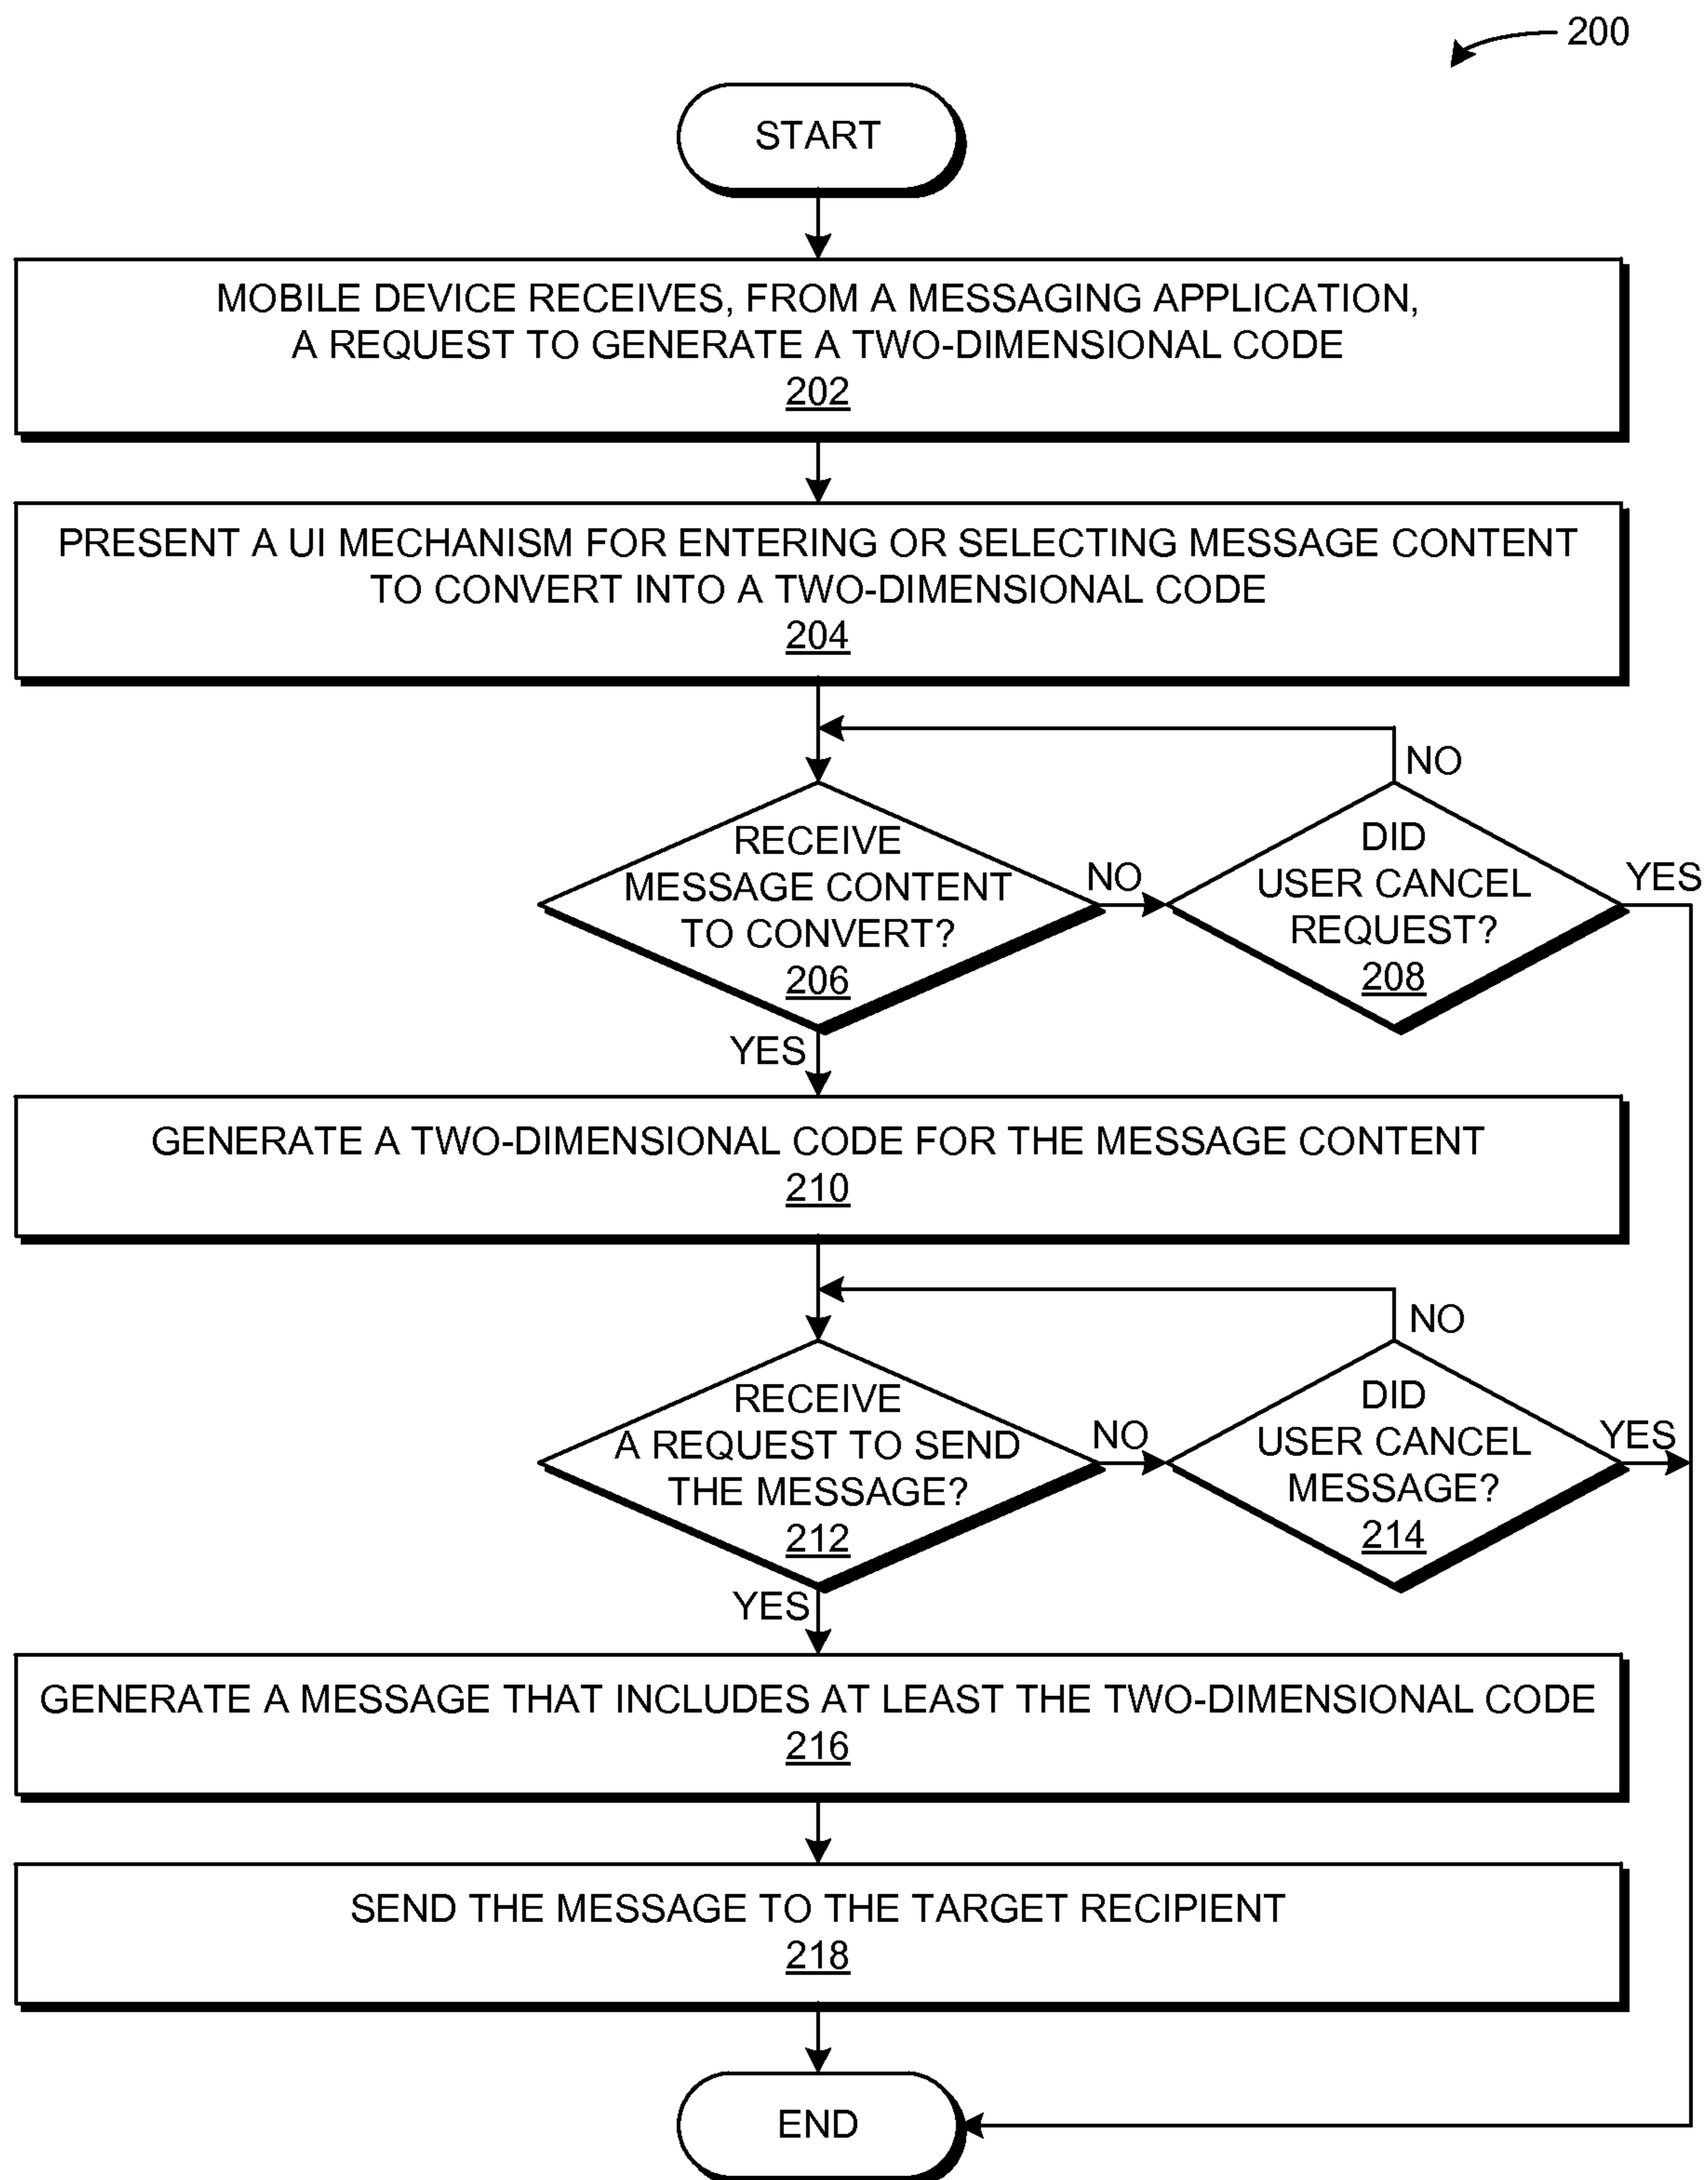 200
START
MOBILE DEVICE RECEIVES, FROM A MESSAGING APPLICATION,
A REQUEST TO GENERATE A TWO-DIMENSIONAL CODE
202
PRESENT A UI MECHANISM FOR ENTERING OR SELECTING MESSAGE CONTENT
TO CONVERT INTO A TWO-DIMENSIONAL CODE
204
RECEIVE
MESSAGE CONTENT
TO CONVERT?
206
NO
DID
USER CANCEL
REQUEST?
208
NO
YES
YES
GENERATE A TWO-DIMENSIONAL CODE FOR THE MESSAGE CONTENT
210
RECEIVE
A REQUEST TO SEND
THE MESSAGE?
212
NO
DID
USER CANCEL
MESSAGE?
214
NO
YES
YES
GENERATE A MESSAGE THAT INCLUDES AT LEAST THE TWO-DIMENSIONAL CODE
216
SEND THE MESSAGE TO THE TARGET RECIPIENT
218
END